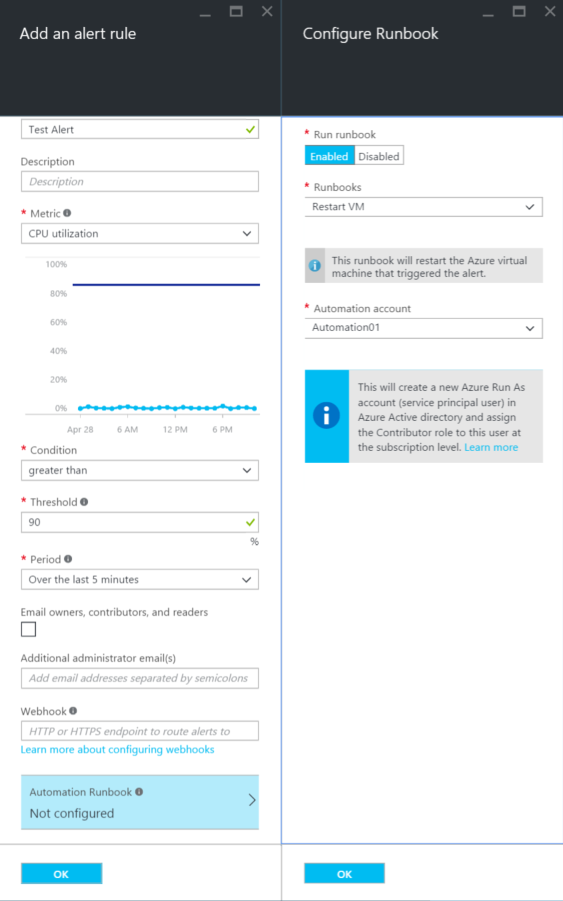 Add an alert rule
Test Alert
Description
Description
* Metric
CPU utilization
100%
80%
60%
40%
20%
0%
Apr 28 6 AM 12 PM 6 PM
* Condition
greater than
* Threshold
90
%
* Period
Over the last 5 minutes
Email owners, contributors, and readers
Additional administrator email(s)
Add email addresses separated by semicolons
Webhook
HTTP or HTTPS endpoint to route alerts to
Learn more about configuring webhooks
Automation Runbook
Not configured
OK
Configure Runbook
* Run runbook
Enabled Disabled
* Runbooks
Restart VM
This runbook will restart the Azure virtual
machine that triggered the alert.
* Automation account
Automation01
This will create a new Azure Run As
account (service principal user) in
Azure Active directory and assign
the Contributor role to this user at
the subscription level. Learn more
OK